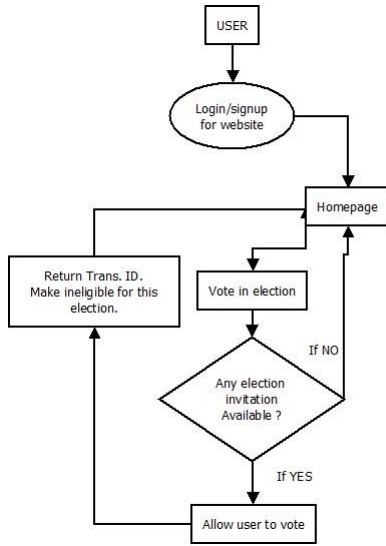 USER
Login/signup
for website
Homepage
Return Trans. ID.
Make ineligible for this
election.
Vote in election
If NO
Any election
invitation
Available ?
If YES
Allow user to vote